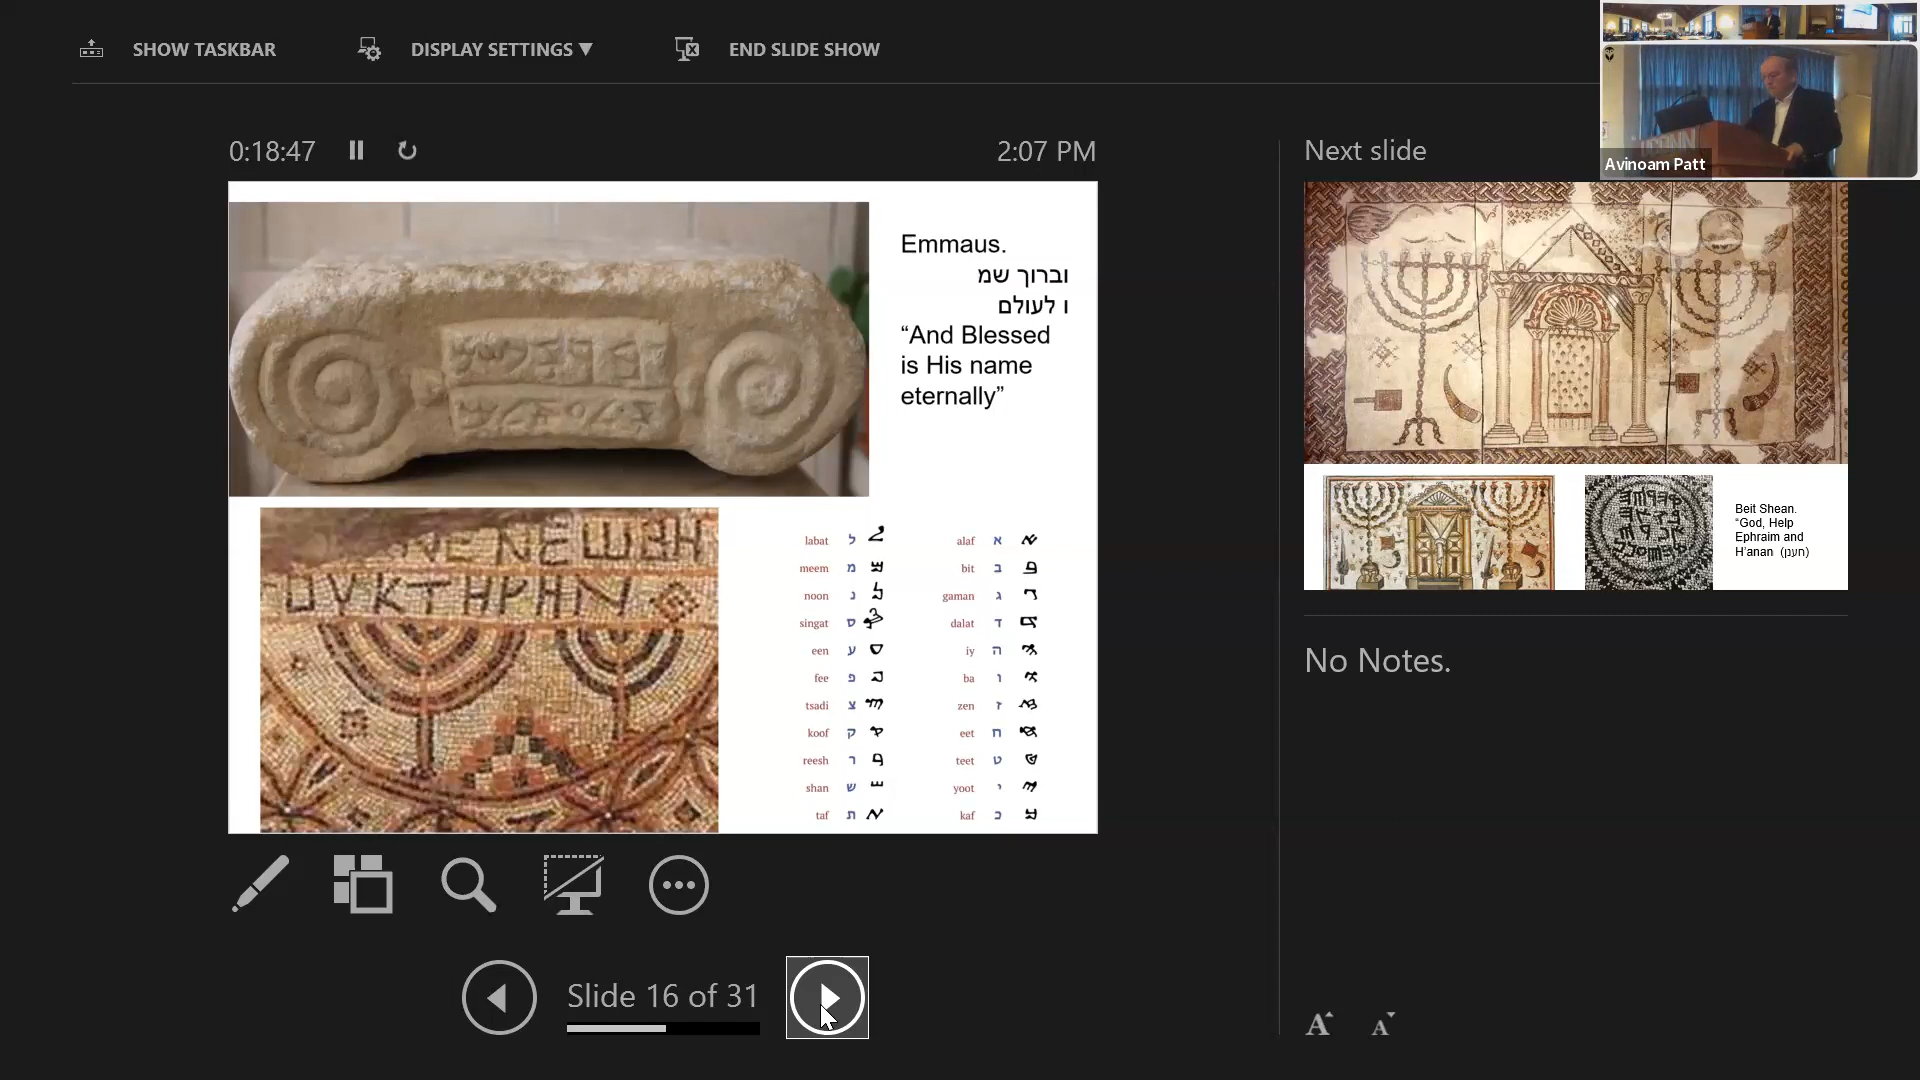 SHOW TASKBAR
DISPLAY SETTINGS ▼
END SLIDE SHOW
Avinoam Patt
0:18:47
2:07 PM
Next slide
Emmaus.
וברוך שמ
ו לעולם
“And Blessed
is His name
eternally”
labat ל alaf א
meem מ bit ב
noon נ gaman ג
singat ס dalat ד
een ע iy ה
fee פ ba ו
tsadi צ zen ז
koof ק eet ח
reesh ר teet ט
shan ש yoot י
taf ת kaf כ
Beit Shean.
“God, Help
Ephraim and
H’anan (חענן)
No Notes.
Slide 16 of 31
A A